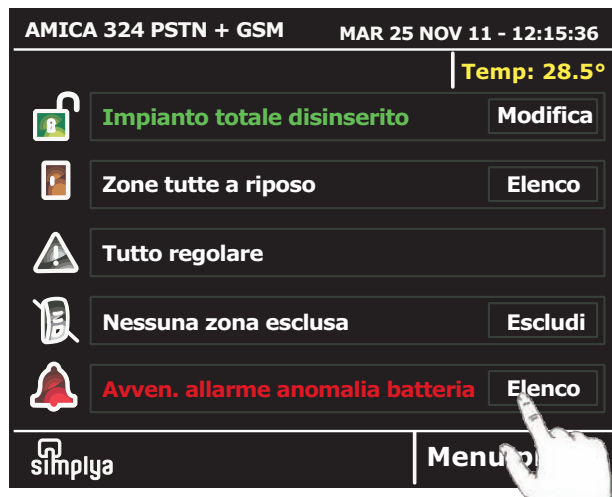 AMICA 324 PSTN + GSM MAR 25 NOV 11 - 12:15:36
Temp: 28.5°
Impianto totale disinserito Modifica
Zone tutte a riposo Elenco
Tutto regolare
Nessuna zona esclusa Escludi
Avven. allarme anomalia batteria Elenco
simplya Menu